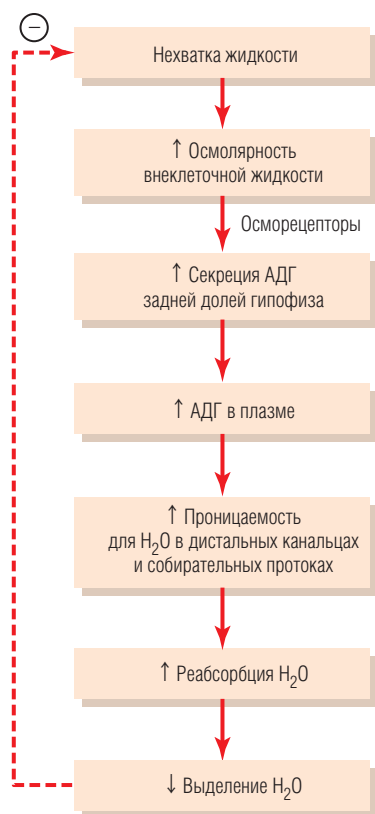 −
Нехватка жидкости
↑ Осмолярность
внеклеточной жидкости
Осморецепторы
↑ Секреция АДГ
задней долей гипофиза
↑ АДГ в плазме
↑ Проницаемость
для H₂O в дистальных канальцах
и собирательных протоках
↑ Реабсорбция H₂O
↓ Выделение H₂O